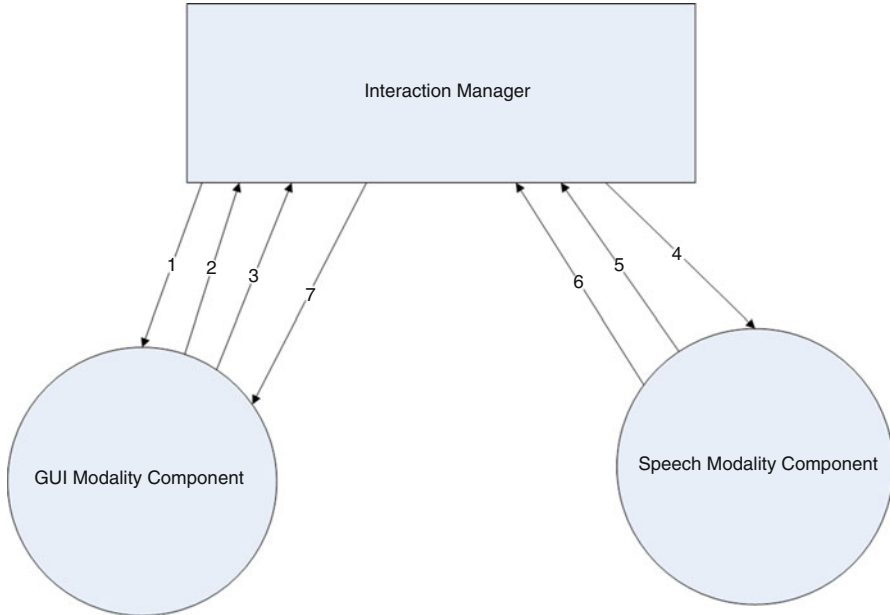 Interaction Manager
1
2
3
7
6
5
4
GUI Modality Component
Speech Modality Component